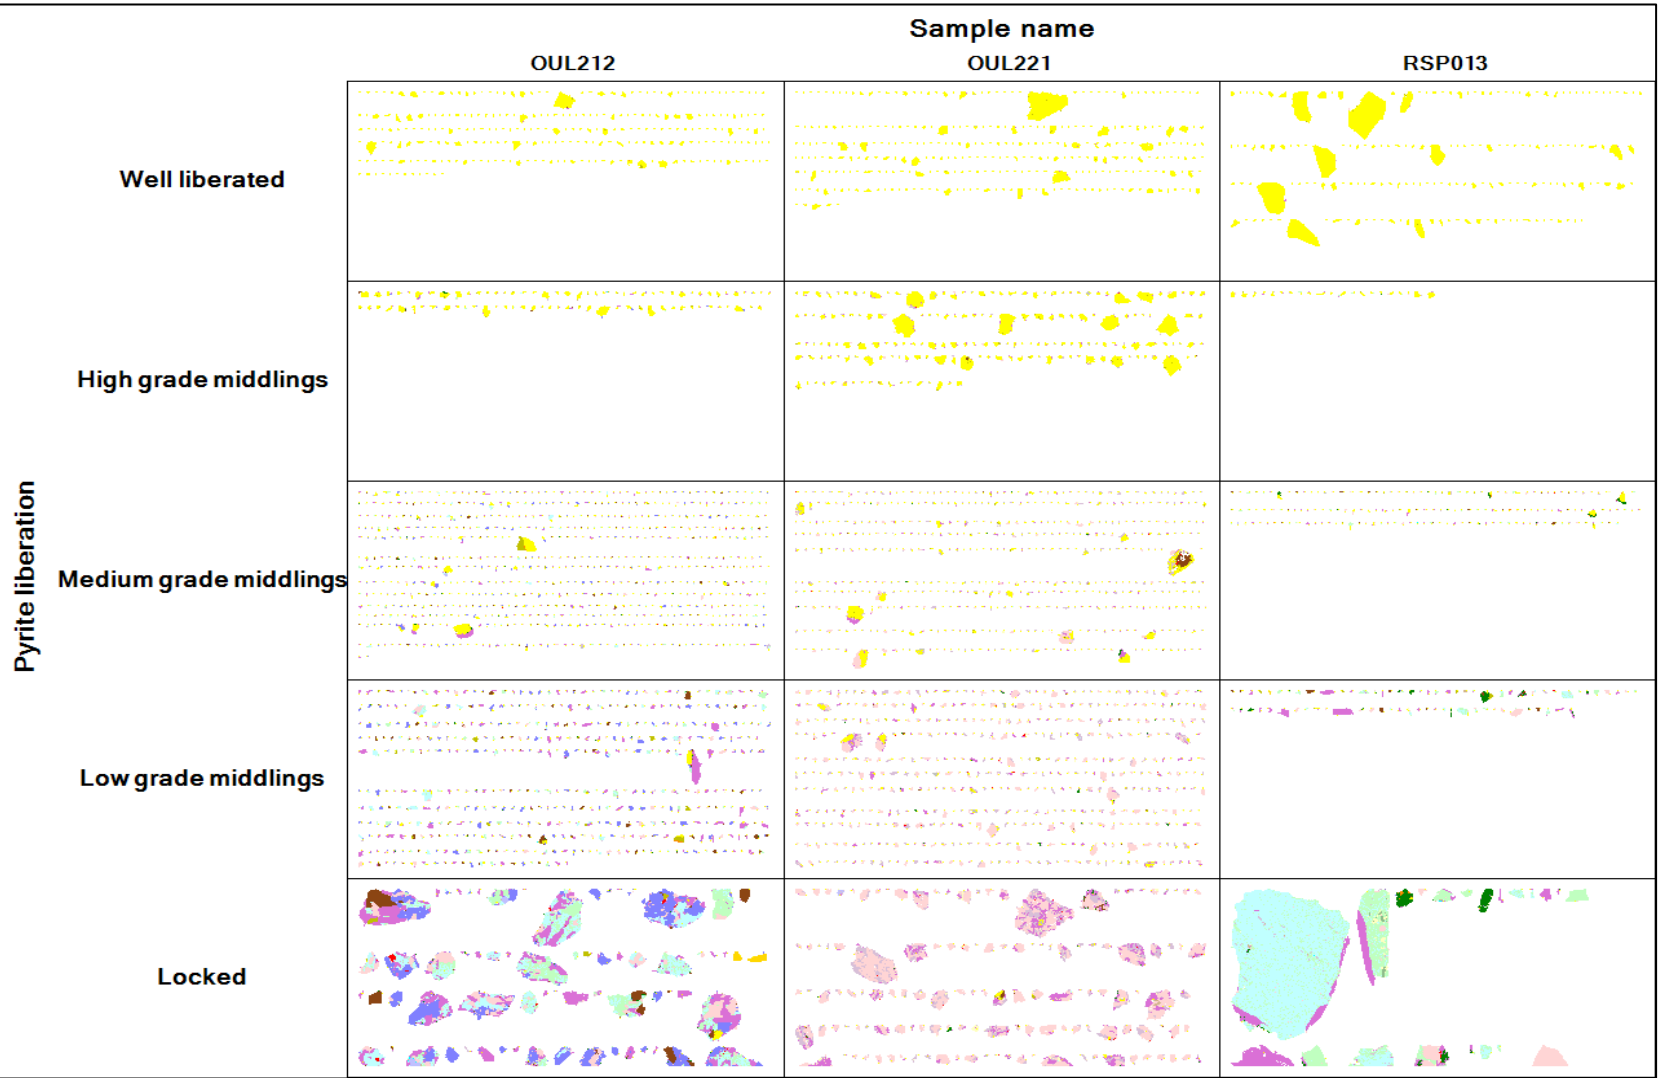 Sample name
OUL212 OUL221 RSP013
Pyrite liberation
Well liberated
High grade middlings
Medium grade middlings
Low grade middlings
Locked